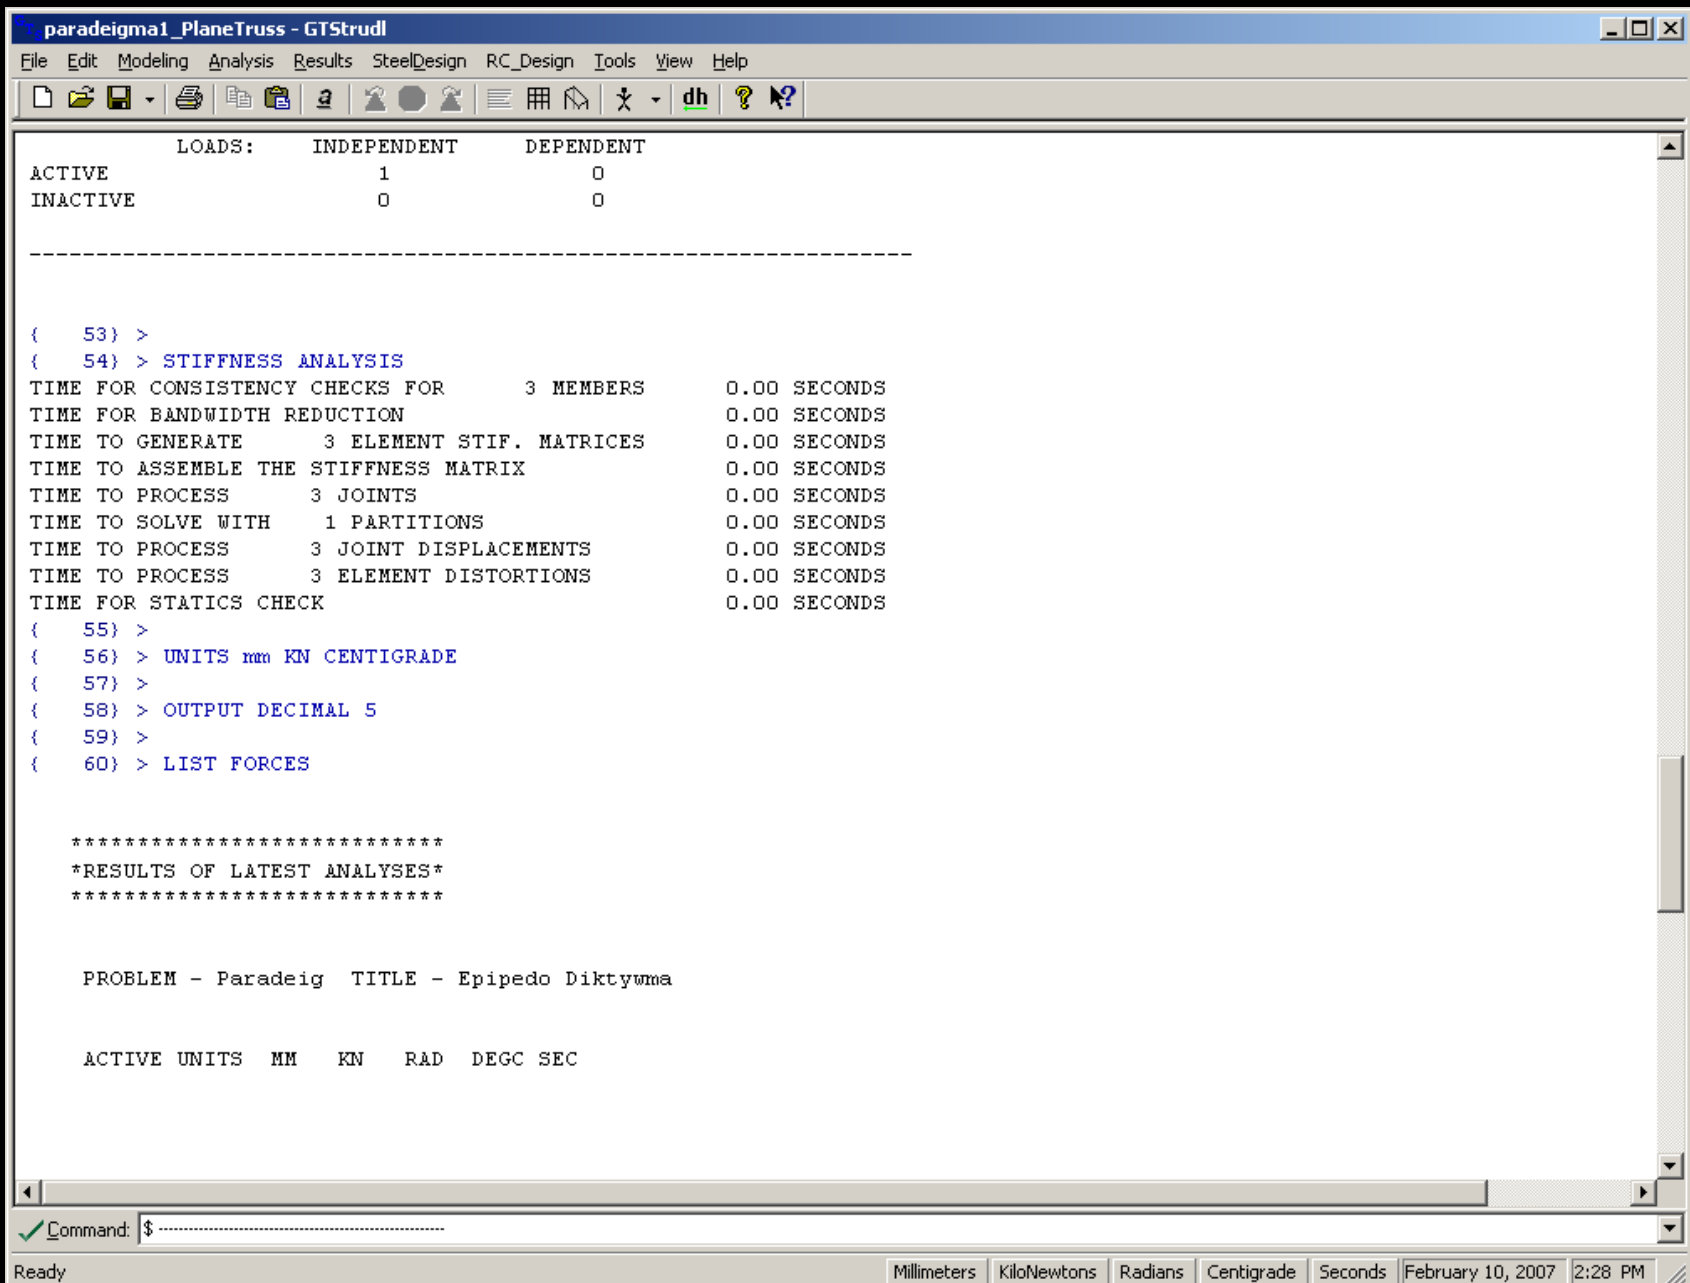 paradeigma1_PlaneTruss - GTStrudl
File Edit Modeling Analysis Results SteelDesign RC_Design Tools View Help
a dh
LOADS: INDEPENDENT DEPENDENT
ACTIVE 1 0
INACTIVE 0 0
------------------------------------------------------------------
{ 53} >
{ 54} > STIFFNESS ANALYSIS
TIME FOR CONSISTENCY CHECKS FOR 3 MEMBERS 0.00 SECONDS
TIME FOR BANDWIDTH REDUCTION 0.00 SECONDS
TIME TO GENERATE 3 ELEMENT STIF. MATRICES 0.00 SECONDS
TIME TO ASSEMBLE THE STIFFNESS MATRIX 0.00 SECONDS
TIME TO PROCESS 3 JOINTS 0.00 SECONDS
TIME TO SOLVE WITH 1 PARTITIONS 0.00 SECONDS
TIME TO PROCESS 3 JOINT DISPLACEMENTS 0.00 SECONDS
TIME TO PROCESS 3 ELEMENT DISTORTIONS 0.00 SECONDS
TIME FOR STATICS CHECK 0.00 SECONDS
{ 55} >
{ 56} > UNITS mm KN CENTIGRADE
{ 57} >
{ 58} > OUTPUT DECIMAL 5
{ 59} >
{ 60} > LIST FORCES
****************************
*RESULTS OF LATEST ANALYSES*
****************************
PROBLEM - Paradeig TITLE - Epipedo Diktywma
ACTIVE UNITS MM KN RAD DEGC SEC
Command: $ --------------------------------------------------------
Ready Millimeters KiloNewtons Radians Centigrade Seconds February 10, 2007 2:28 PM